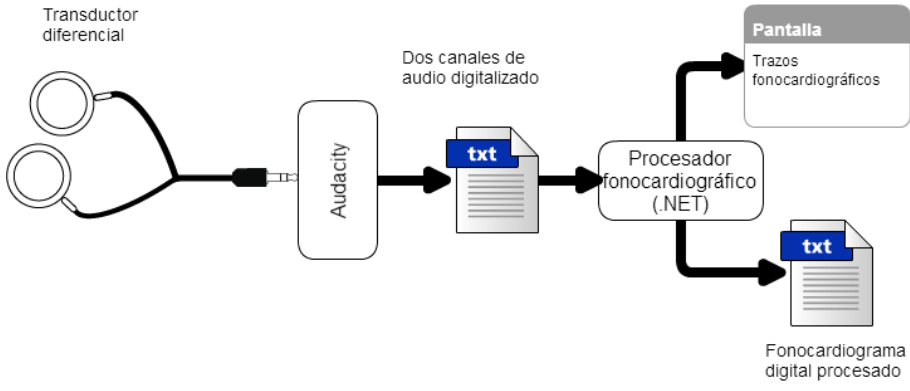 Transductor
diferencial
Audacity
Dos canales de
audio digitalizado
txt
Procesador
fonocardiográfico
(.NET)
Pantalla
Trazos
fonocardiográficos
txt
Fonocardiograma
digital procesado